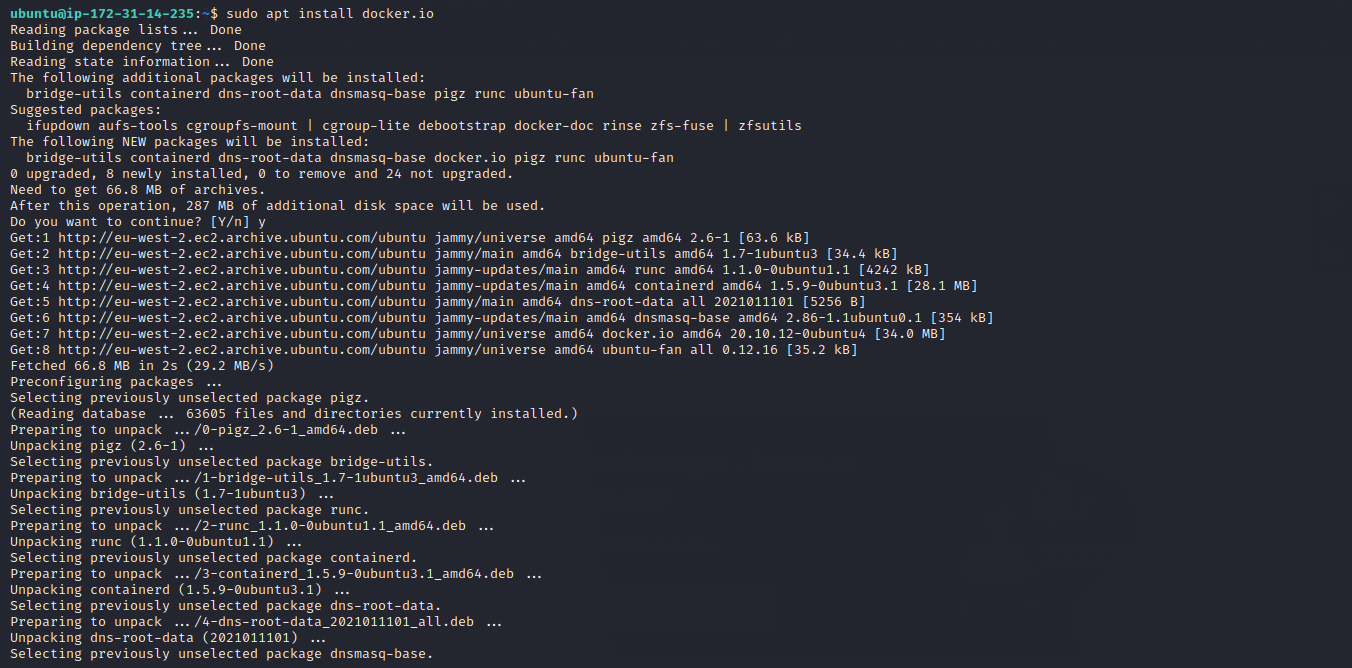 ubuntu@ip-172-31-14-235:~$ sudo apt install docker.io
Reading package lists... Done
Building dependency tree... Done
Reading state information... Done
The following additional packages will be installed:
  bridge-utils containerd dns-root-data dnsmasq-base pigz runc ubuntu-fan
Suggested packages:
  ifupdown aufs-tools cgroupfs-mount | cgroup-lite debootstrap docker-doc rinse zfs-fuse | zfsutils
The following NEW packages will be installed:
  bridge-utils containerd dns-root-data dnsmasq-base docker.io pigz runc ubuntu-fan
0 upgraded, 8 newly installed, 0 to remove and 24 not upgraded.
Need to get 66.8 MB of archives.
After this operation, 287 MB of additional disk space will be used.
Do you want to continue? [Y/n] y
Get:1 http://eu-west-2.ec2.archive.ubuntu.com/ubuntu jammy/universe amd64 pigz amd64 2.6-1 [63.6 kB]
Get:2 http://eu-west-2.ec2.archive.ubuntu.com/ubuntu jammy/main amd64 bridge-utils amd64 1.7-1ubuntu3 [34.4 kB]
Get:3 http://eu-west-2.ec2.archive.ubuntu.com/ubuntu jammy-updates/main amd64 runc amd64 1.1.0-0ubuntu1.1 [4242 kB]
Get:4 http://eu-west-2.ec2.archive.ubuntu.com/ubuntu jammy-updates/main amd64 containerd amd64 1.5.9-0ubuntu3.1 [28.1 MB]
Get:5 http://eu-west-2.ec2.archive.ubuntu.com/ubuntu jammy/main amd64 dns-root-data all 2021011101 [5256 B]
Get:6 http://eu-west-2.ec2.archive.ubuntu.com/ubuntu jammy-updates/main amd64 dnsmasq-base amd64 2.86-1.1ubuntu0.1 [354 kB]
Get:7 http://eu-west-2.ec2.archive.ubuntu.com/ubuntu jammy/universe amd64 docker.io amd64 20.10.12-0ubuntu4 [34.0 MB]
Get:8 http://eu-west-2.ec2.archive.ubuntu.com/ubuntu jammy/universe amd64 ubuntu-fan all 0.12.16 [35.2 kB]
Fetched 66.8 MB in 2s (29.2 MB/s)
Preconfiguring packages ...
Selecting previously unselected package pigz.
(Reading database ... 63605 files and directories currently installed.)
Preparing to unpack .../0-pigz_2.6-1_amd64.deb ...
Unpacking pigz (2.6-1) ...
Selecting previously unselected package bridge-utils.
Preparing to unpack .../1-bridge-utils_1.7-1ubuntu3_amd64.deb ...
Unpacking bridge-utils (1.7-1ubuntu3) ...
Selecting previously unselected package runc.
Preparing to unpack .../2-runc_1.1.0-0ubuntu1.1_amd64.deb ...
Unpacking runc (1.1.0-0ubuntu1.1) ...
Selecting previously unselected package containerd.
Preparing to unpack .../3-containerd_1.5.9-0ubuntu3.1_amd64.deb ...
Unpacking containerd (1.5.9-0ubuntu3.1) ...
Selecting previously unselected package dns-root-data.
Preparing to unpack .../4-dns-root-data_2021011101_all.deb ...
Unpacking dns-root-data (2021011101) ...
Selecting previously unselected package dnsmasq-base.